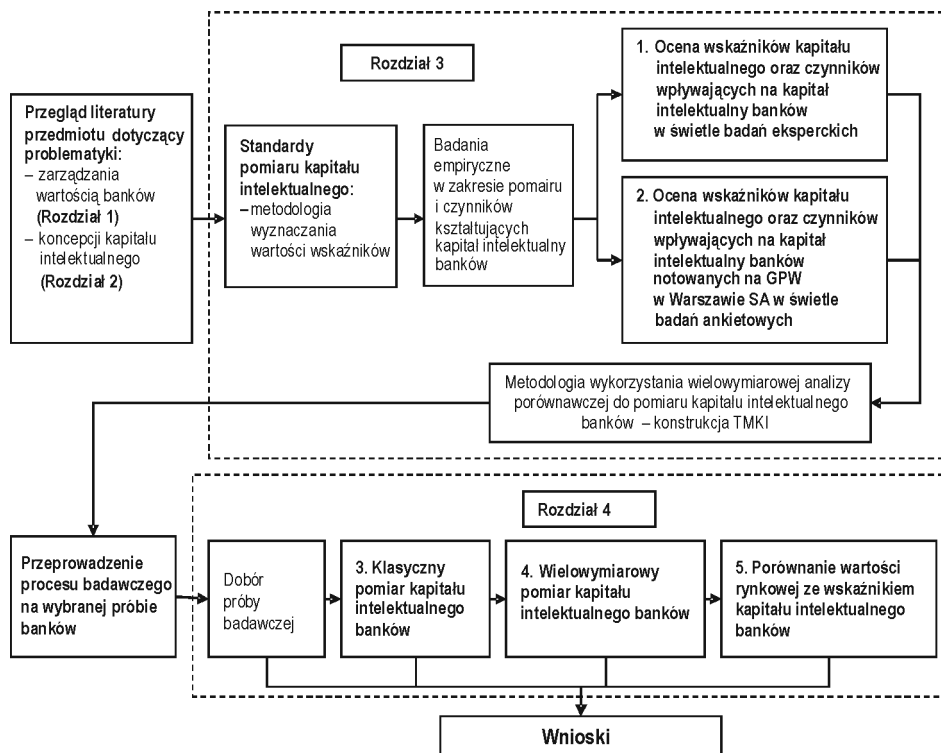 Rozdział 3
Przegląd literatury
przedmiotu dotyczący
problematyki:
– zarządzania
wartością banków
(Rozdział 1)
– koncepcji kapitału
intelektualnego
(Rozdział 2)
Standardy
pomiaru kapitału
intelektualnego:
– metodologia
wyznaczania
wartości wskaźników
Badania
empiryczne
w zakresie pomairu
i czynników
kształtujących
kapitał intelektualny
banków
1. Ocena wskaźników kapitału
intelektualnego oraz czynników
wpływających na kapitał
intelektualny banków
w świetle badań eksperckich
2. Ocena wskaźników kapitału
intelektualnego oraz czynników
wpływających na kapitał
intelektualny banków
notowanych na GPW
w Warszawie SA w świetle
badań ankietowych
Metodologia wykorzystania wielowymiarowej analizy
porównawczej do pomiaru kapitału intelektualnego
banków – konstrukcja TMKI
Rozdział 4
Przeprowadzenie
procesu badawczego
na wybranej próbie
banków
Dobór
próby
badawczej
3. Klasyczny
pomiar kapitału
intelektualnego
banków
4. Wielowymiarowy
pomiar kapitału
intelektualnego banków
5. Porównanie wartości
rynkowej ze wskaźnikiem
kapitału intelektualnego
banków
Wnioski